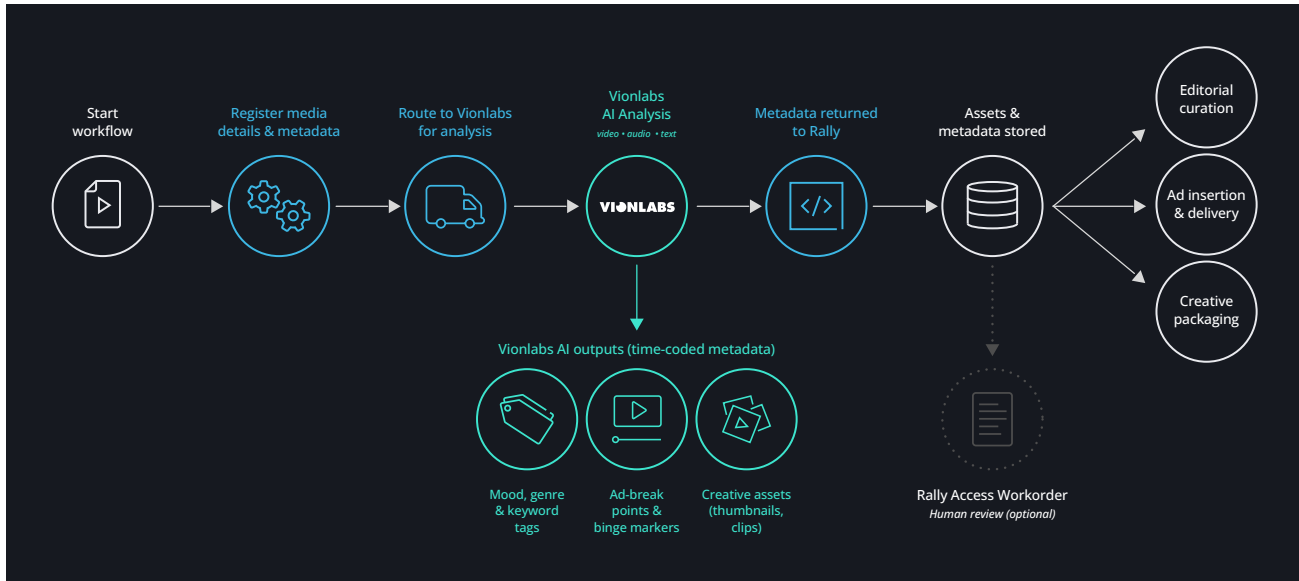 Start
workflow
Register media
details & metadata
Route to Vionlabs
for analysis
Vionlabs
AI Analysis
video • audio • text
VIONLABS
Metadata returned
to Rally
</>
Assets &
metadata stored
Editorial
curation
Ad insertion
& delivery
Creative
packaging
Vionlabs AI outputs (time-coded metadata)
Mood, genre
& keyword
tags
Ad-break
points &
binge markers
Creative assets
(thumbnails,
clips)
Rally Access Workorder
Human review (optional)